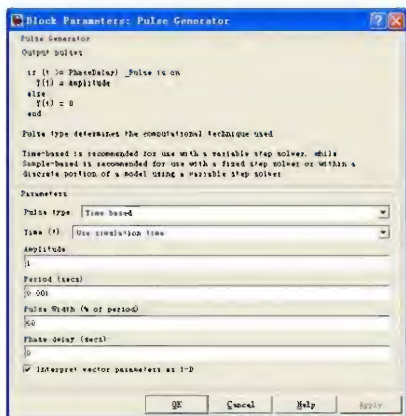 Block Parameters: Pulse Generator
Pulse Generator
Output pulses:
if (t >= PhaseDelay) Pulse is on
Y(t) = Amplitude
else
Y(t) = 0
end
Pulse type determines the computational technique used
Time-based is recommended for use with a variable step solver, while
Sample-based is recommended for use with a fixed step solver or within a
discrete portion of a model using a variable step solver
Parameters
Pulse type: Time based
Time (t): Use simulation time
Amplitude
1
Period (secs)
0.001
Pulse Width (% of period)
60
Phase delay (secs)
0
Interpret vector parameters as 1-D
OK Cancel Help Apply